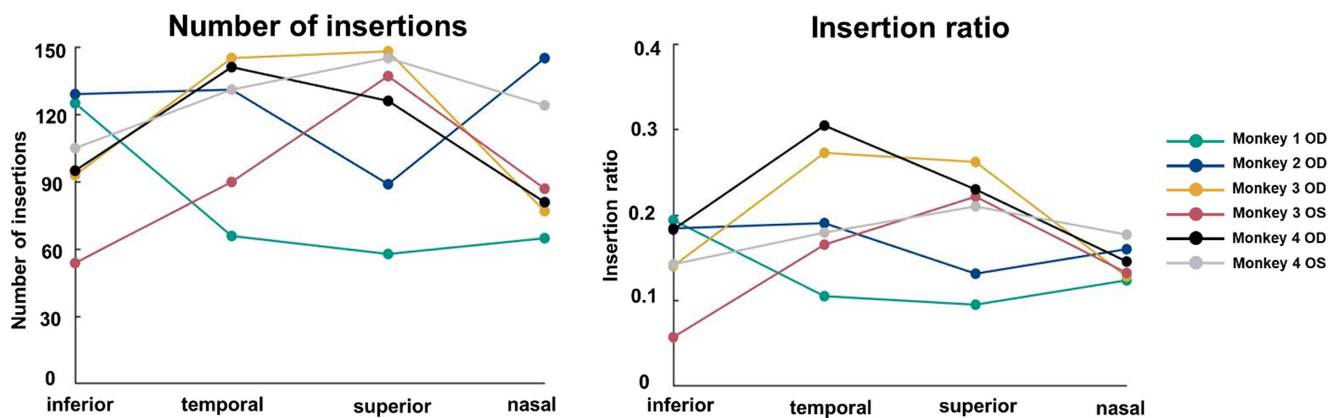 Number of insertions
Number of insertions
150
120
90
60
30
0
inferior temporal superior nasal
Insertion ratio
Insertion ratio
0.4
0.3
0.2
0.1
0
inferior temporal superior nasal
Monkey 1 OD
Monkey 2 OD
Monkey 3 OD
Monkey 3 OS
Monkey 4 OD
Monkey 4 OS